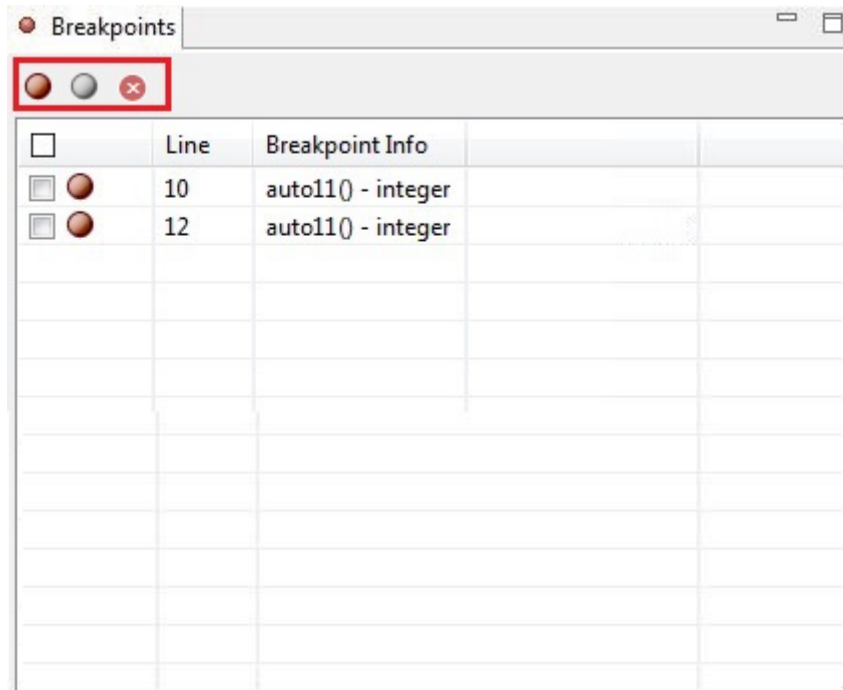 Breakpoints
Line Breakpoint Info
10 auto11() - integer
12 auto11() - integer